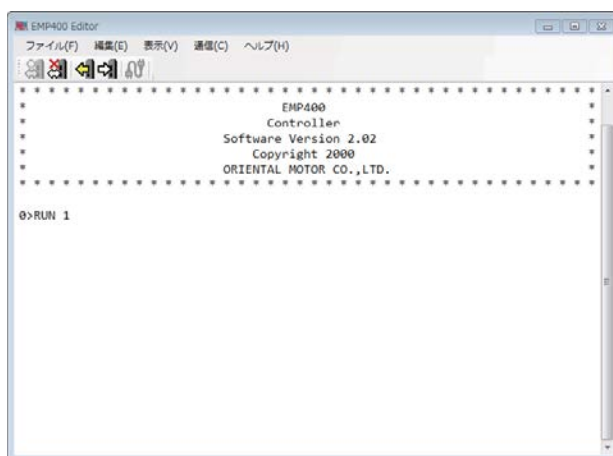 EMP400 Editor
ファイル(F) 編集(E) 表示(V) 通信(C) ヘルプ(H)
* * * * * * * * * * * * * * * * * * * * * * * * * * * * * * * * * * * * * * * *
* EMP400 *
* Controller *
* Software Version 2.02 *
* Copyright 2000 *
* ORIENTAL MOTOR CO.,LTD. *
* * * * * * * * * * * * * * * * * * * * * * * * * * * * * * * * * * * * * * * *
0>RUN 1